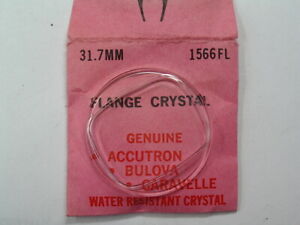 31.7MM 1566FL
FLANGE CRYSTAL
GENUINE
• ACCUTRON
• BULOVA
• CARAVELLE
WATER RESISTANT CRYSTAL